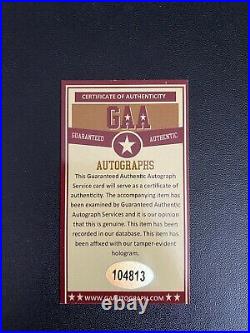 CERTIFICATE OF AUTHENTICITY
GAA
GUARANTEED AUTHENTIC
AUTOGRAPHS
This Guaranteed Authentic Autograph
Service card will serve as a certificate of
authenticity. The accompanying item has
been examined by Guaranteed Authentic
Autograph Services and it is our opinion
that this is genuine. This item has been
recorded in our database. This item has
been affixed with our tamper-evident
hologram.
104813
WWW.GAAUTOGRAPH.COM